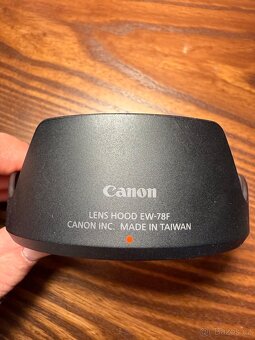 Canon
LENS HOOD EW-78F
CANON INC. MADE IN TAIWAN